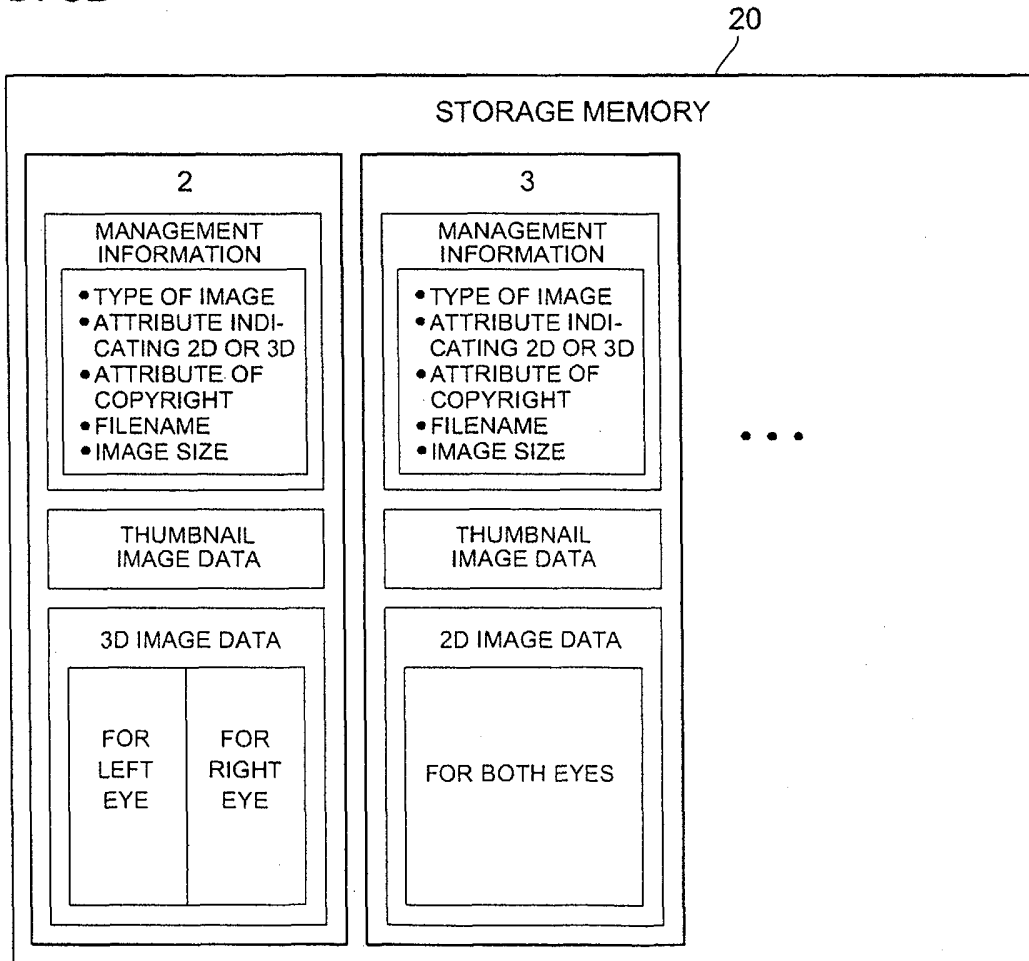 20
STORAGE MEMORY
2
MANAGEMENT
INFORMATION
•TYPE OF IMAGE
•ATTRIBUTE INDI-
CATING 2D OR 3D
•ATTRIBUTE OF
COPYRIGHT
•FILENAME
•IMAGE SIZE
THUMBNAIL
IMAGE DATA
3D IMAGE DATA
FOR
LEFT
EYE
FOR
RIGHT
EYE
3
MANAGEMENT
INFORMATION
•TYPE OF IMAGE
•ATTRIBUTE INDI-
CATING 2D OR 3D
•ATTRIBUTE OF
COPYRIGHT
•FILENAME
•IMAGE SIZE
THUMBNAIL
IMAGE DATA
2D IMAGE DATA
FOR BOTH EYES
• • •